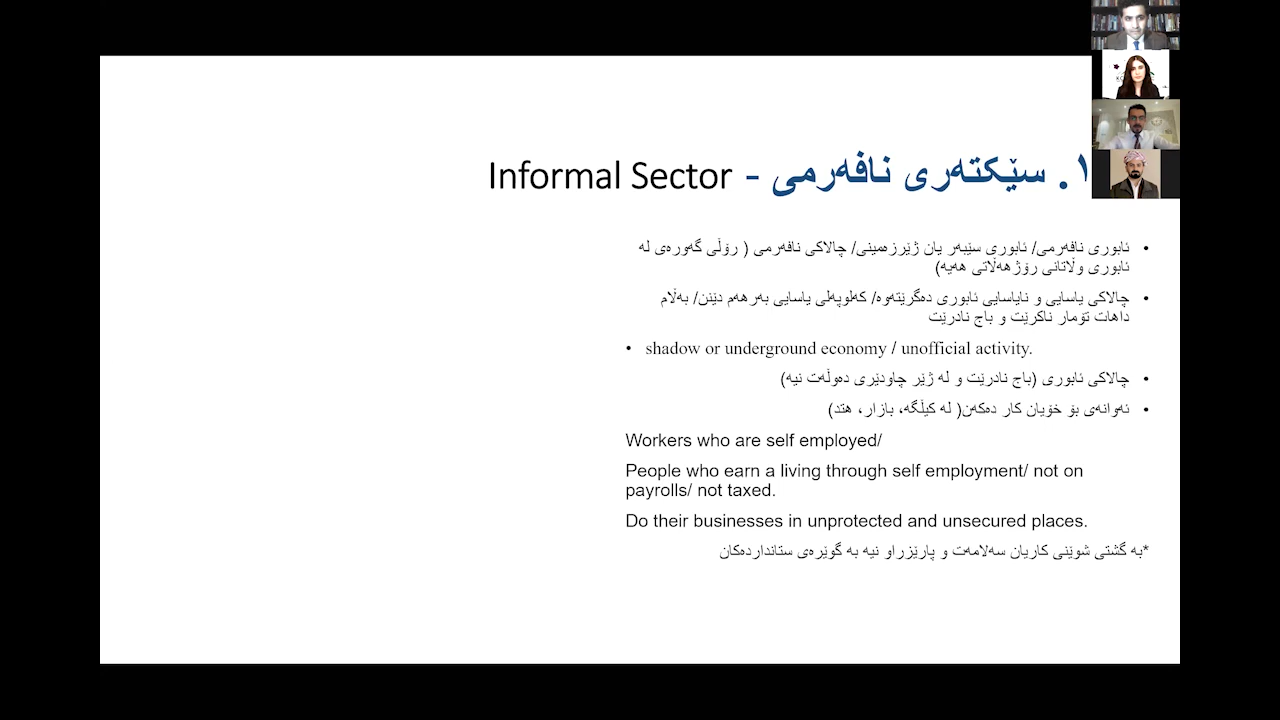 ١. سێکتەری نافەرمی - Informal Sector
• ئابوری نافەرمی/ ئابوری سێبەر یان ژێرزەمینی/ چالاکی نافەرمی ( رۆڵی گەورەی لە
ئابوری وڵاتانی رۆژهەڵاتی هەیە)
• چالاکی یاسایی و نایاسایی ئابوری دەگرێتەوە/ کەلوپەلی یاسایی بەرهەم دێنن/ بەڵام
داهات تۆمار ناکرێت و باج نادرێت
• shadow or underground economy / unofficial activity.
• چالاکی ئابوری (باج نادرێت و لە ژێر چاودێری دەوڵەت نیە)
• ئەوانەی بۆ خۆیان کار دەکەن( لە کیڵگە، بازار، هتد)
Workers who are self employed/
People who earn a living through self employment/ not on
payrolls/ not taxed.
Do their businesses in unprotected and unsecured places.
*بە گشتی شوێنی کاریان سەلامەت و پارێزراو نیە بە گوێرەی ستانداردەکان